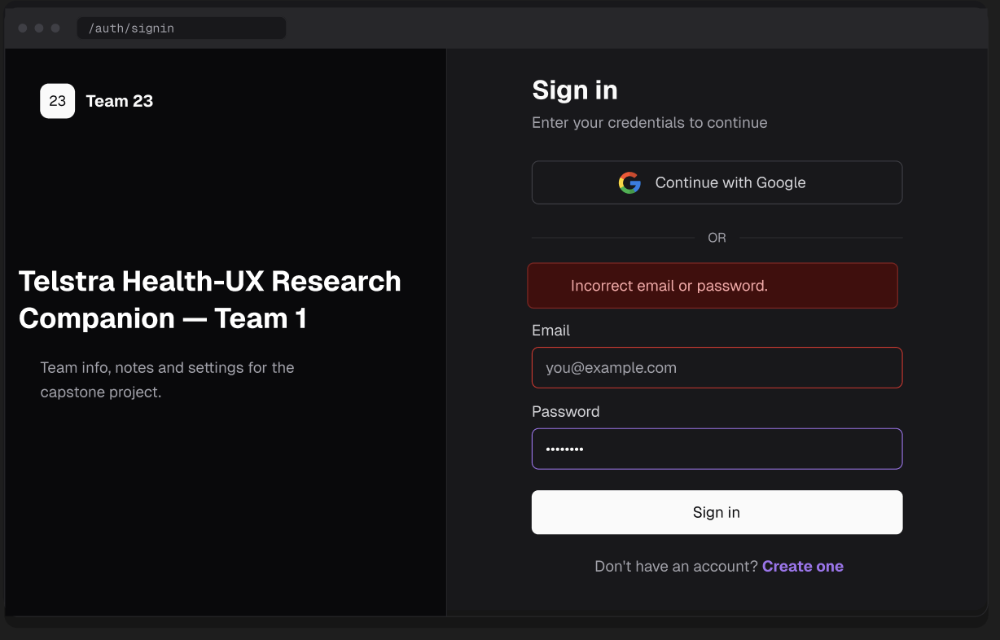 /auth/signin
23
Team 23
Telstra Health-UX Research
Companion — Team 1
Team info, notes and settings for the
capstone project.
Sign in
Enter your credentials to continue
Continue with Google
OR
Incorrect email or password.
Email
you@example.com
Password
••••••••
Sign in
Don't have an account? Create one